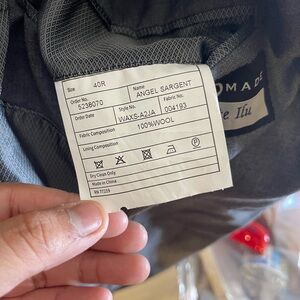 Size
40R
Name
ANGEL SARGENT
Order No.
5238070
Style No.
Fabric No.
Order Date
WAXS-A2JA
004193
Fabric Composition
100%WOOL
Lining Composition
Dry Clean Only
Made in China
OMADE